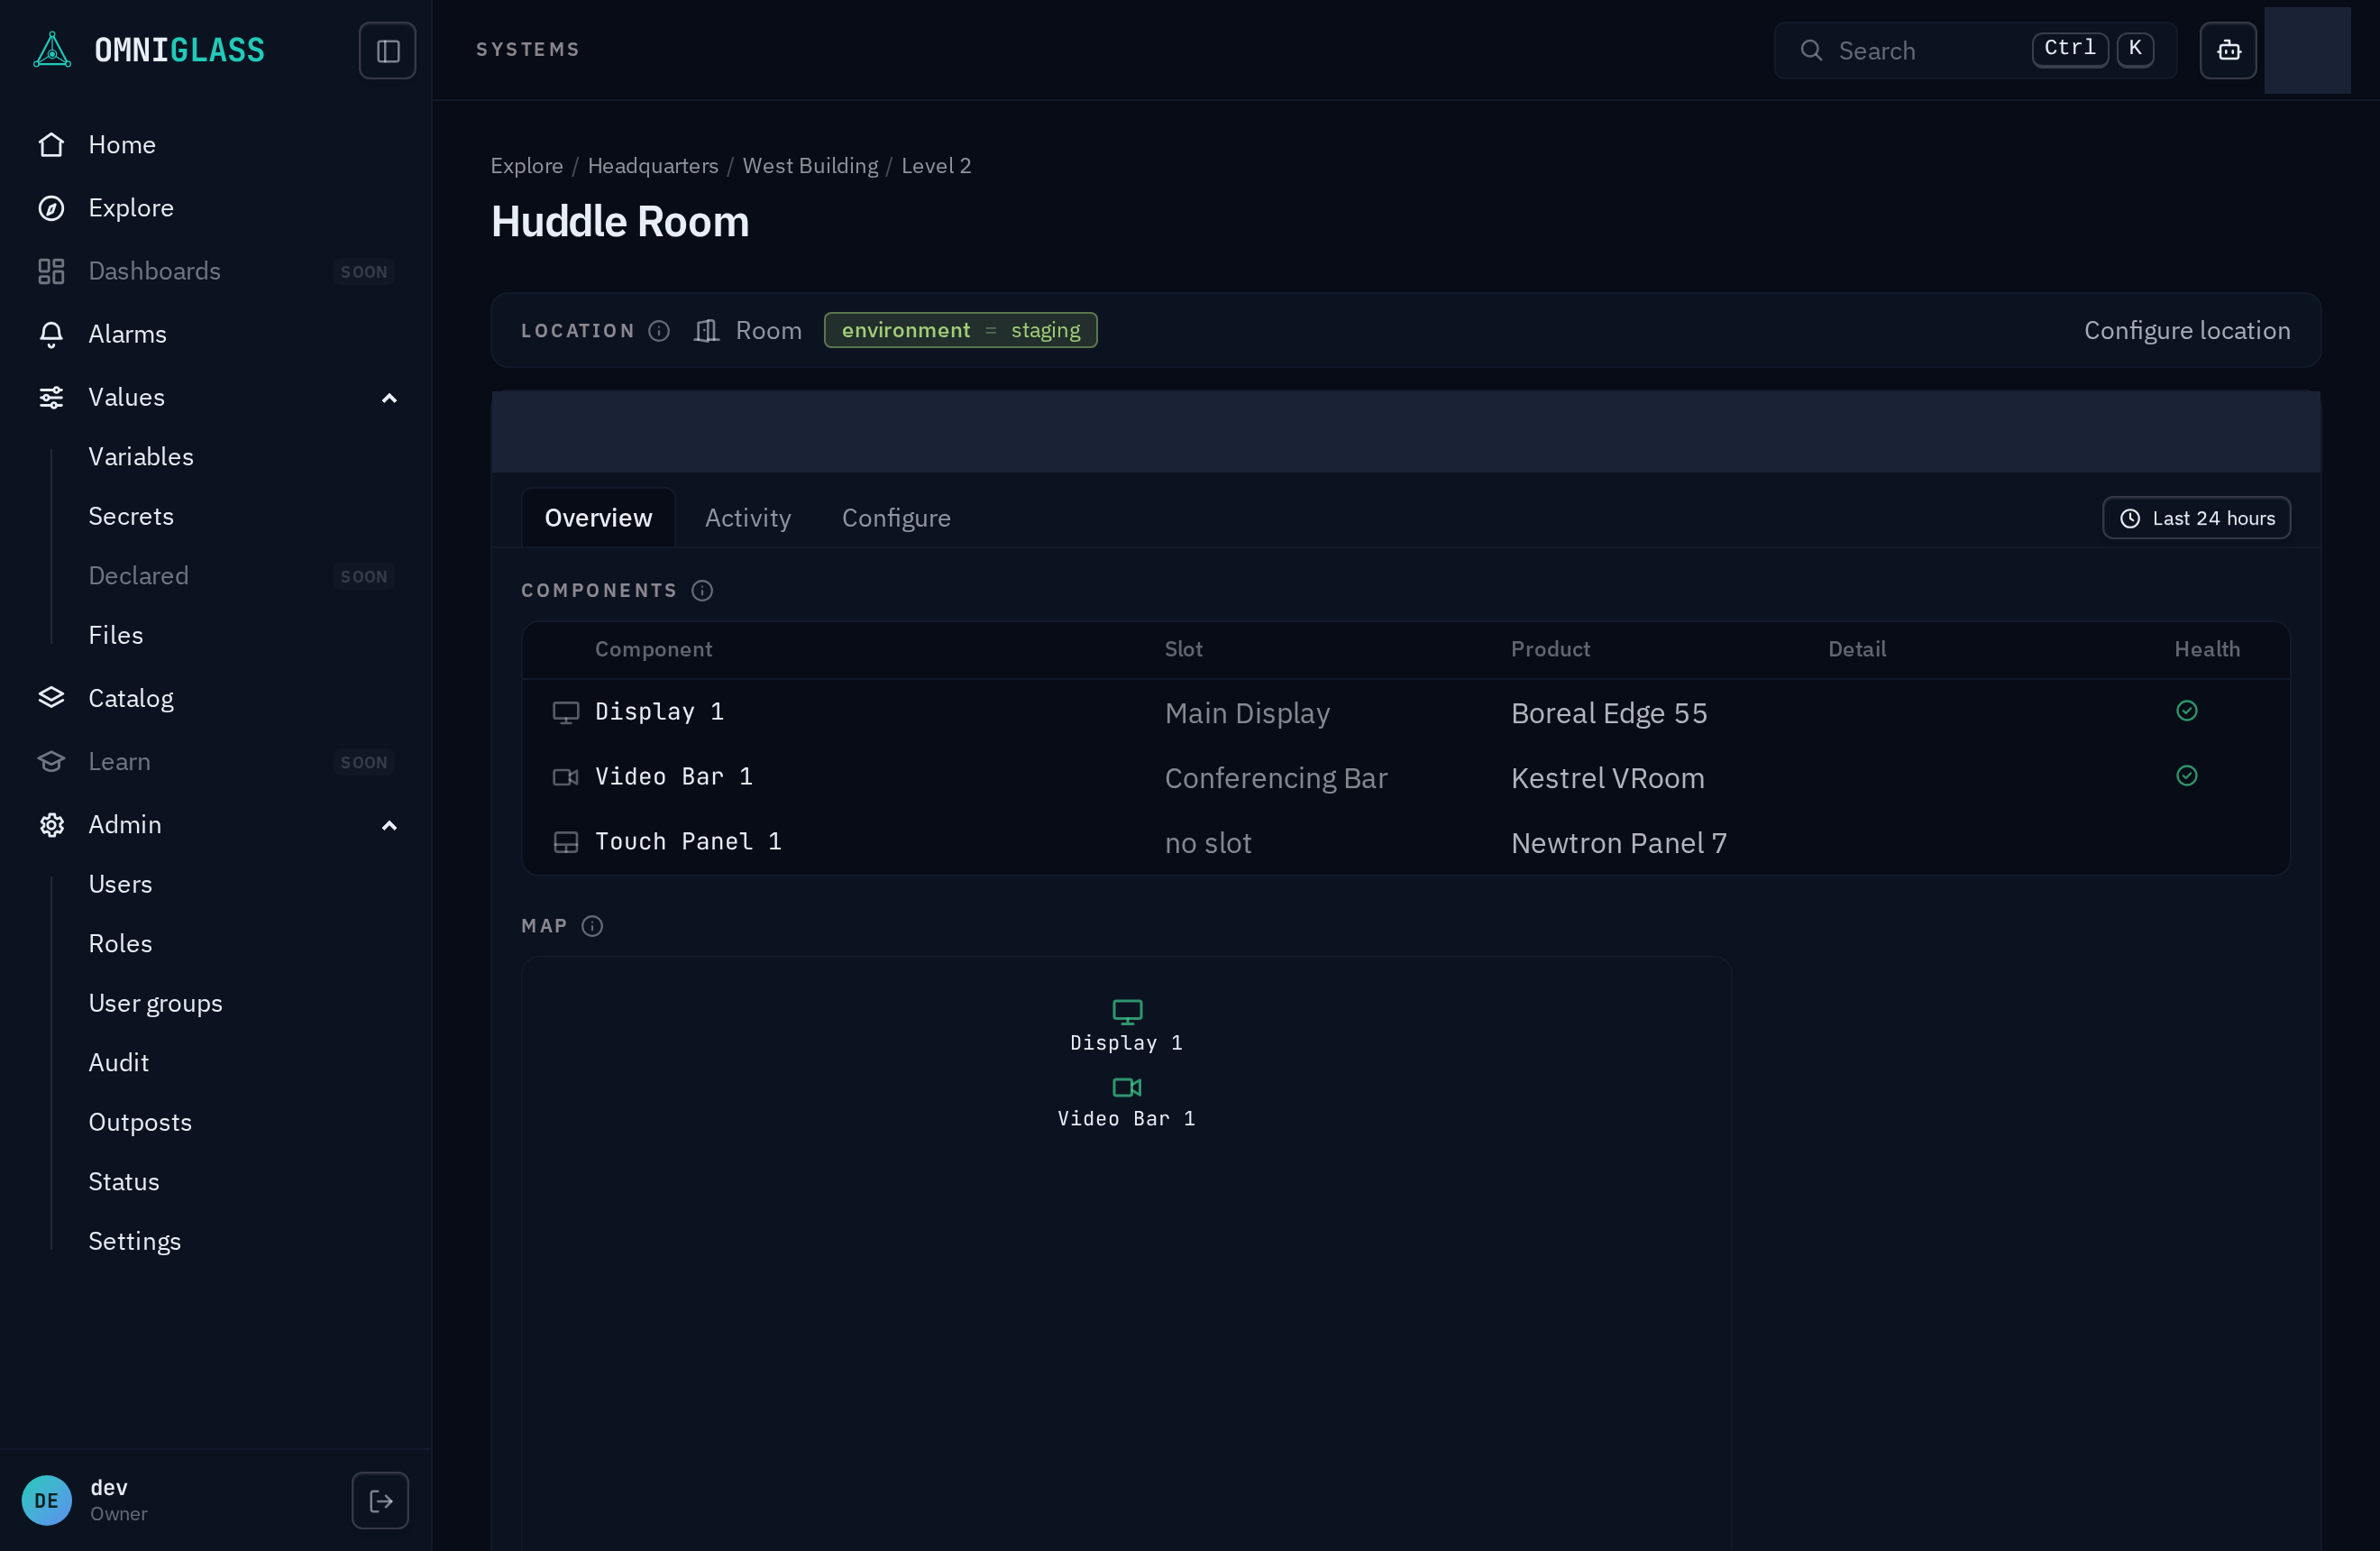 OMNIGLASS
SYSTEMS
Search
Ctrl K
Home
Explore
Dashboards SOON
Alarms
Values
Variables
Secrets
Declared SOON
Files
Catalog
Learn SOON
Admin
Users
Roles
User groups
Audit
Outposts
Status
Settings
DE
dev
Owner
Explore / Headquarters / West Building / Level 2
Huddle Room
LOCATION Room environment = staging Configure location
Overview Activity Configure Last 24 hours
COMPONENTS
Component Slot Product Detail Health
Display 1 Main Display Boreal Edge 55
Video Bar 1 Conferencing Bar Kestrel VRoom
Touch Panel 1 no slot Newtron Panel 7
MAP
Display 1
Video Bar 1